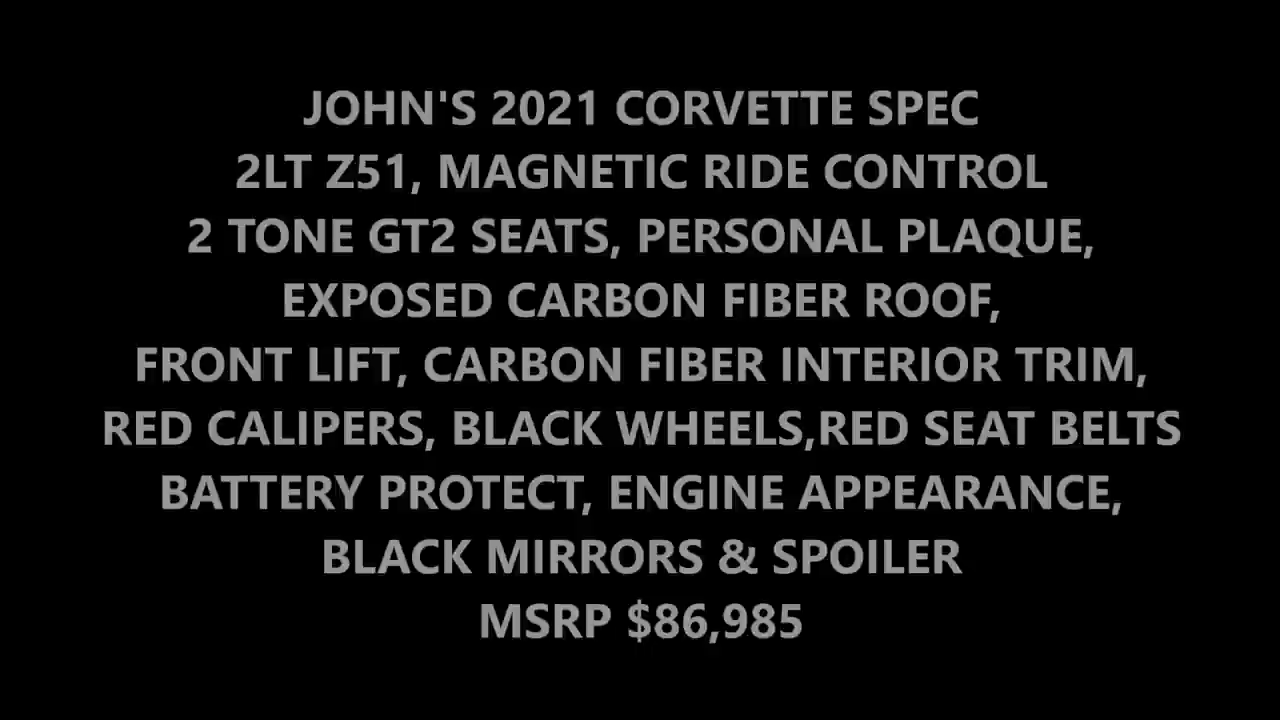 JOHN'S 2021 CORVETTE SPEC
2LT Z51, MAGNETIC RIDE CONTROL
2 TONE GT2 SEATS, PERSONAL PLAQUE,
EXPOSED CARBON FIBER ROOF,
FRONT LIFT, CARBON FIBER INTERIOR TRIM,
RED CALIPERS, BLACK WHEELS,RED SEAT BELTS
BATTERY PROTECT, ENGINE APPEARANCE,
BLACK MIRRORS & SPOILER
MSRP $86,985